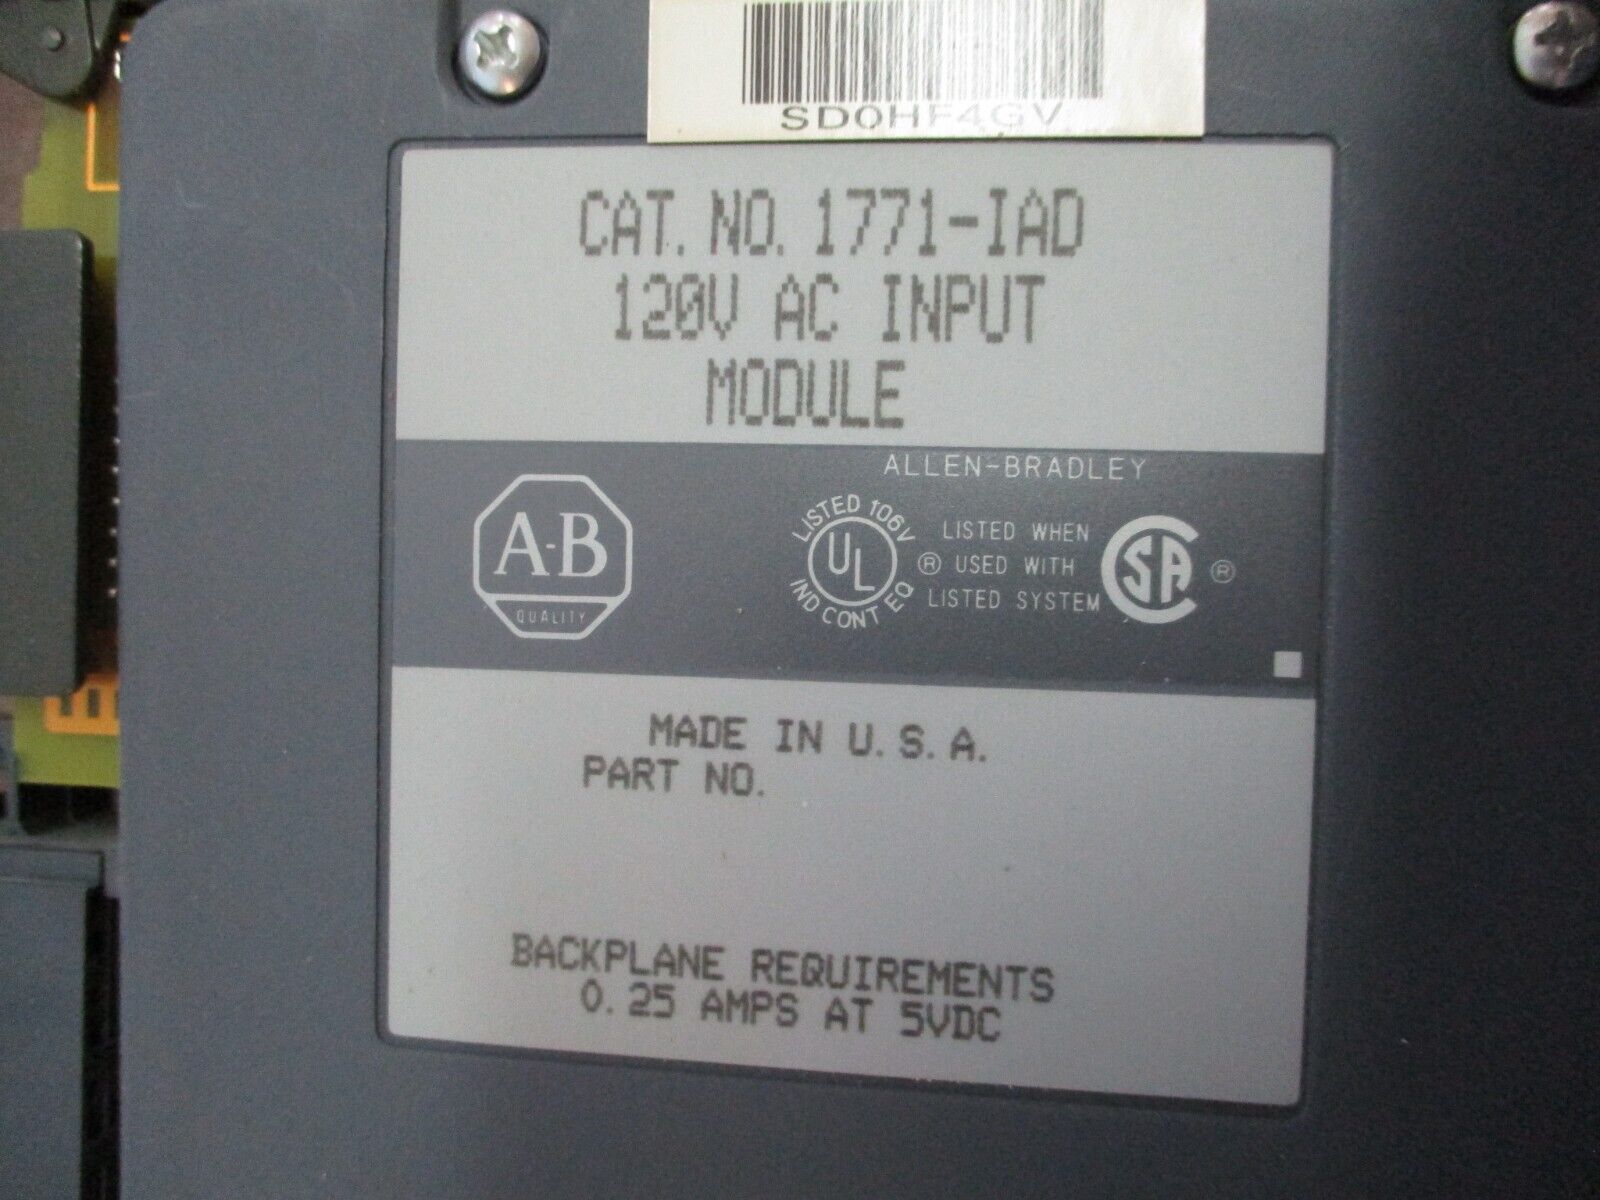 SD0HF4GV
CAT. NO. 1771-IAD
120V AC INPUT
MODULE
ALLEN-BRADLEY
A-B
QUALITY
LISTED 106V
UL
IND CONT EQ
®
LISTED WHEN
USED WITH
LISTED SYSTEM
CSA
®
MADE IN U.S.A.
PART NO.
BACKPLANE REQUIREMENTS
0.25 AMPS AT 5VDC